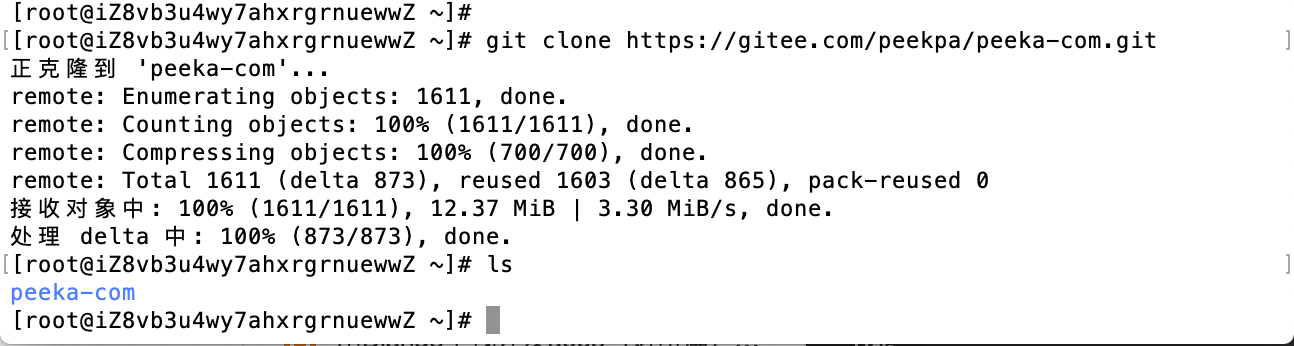 [root@iZ8vb3u4wy7ahxrgrnuewwZ ~]#
[[root@iZ8vb3u4wy7ahxrgrnuewwZ ~]# git clone https://gitee.com/peekpa/peeka-com.git ]
正克隆到 'peeka-com'...
remote: Enumerating objects: 1611, done.
remote: Counting objects: 100% (1611/1611), done.
remote: Compressing objects: 100% (700/700), done.
remote: Total 1611 (delta 873), reused 1603 (delta 865), pack-reused 0
接收对象中: 100% (1611/1611), 12.37 MiB | 3.30 MiB/s, done.
处理 delta 中: 100% (873/873), done.
[[root@iZ8vb3u4wy7ahxrgrnuewwZ ~]# ls ]
peeka-com
[root@iZ8vb3u4wy7ahxrgrnuewwZ ~]#